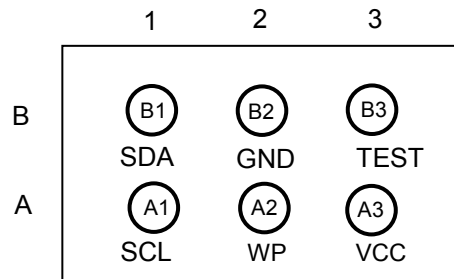 1 2 3
B B1 B2 B3
SDA GND TEST
A A1 A2 A3
SCL WP VCC